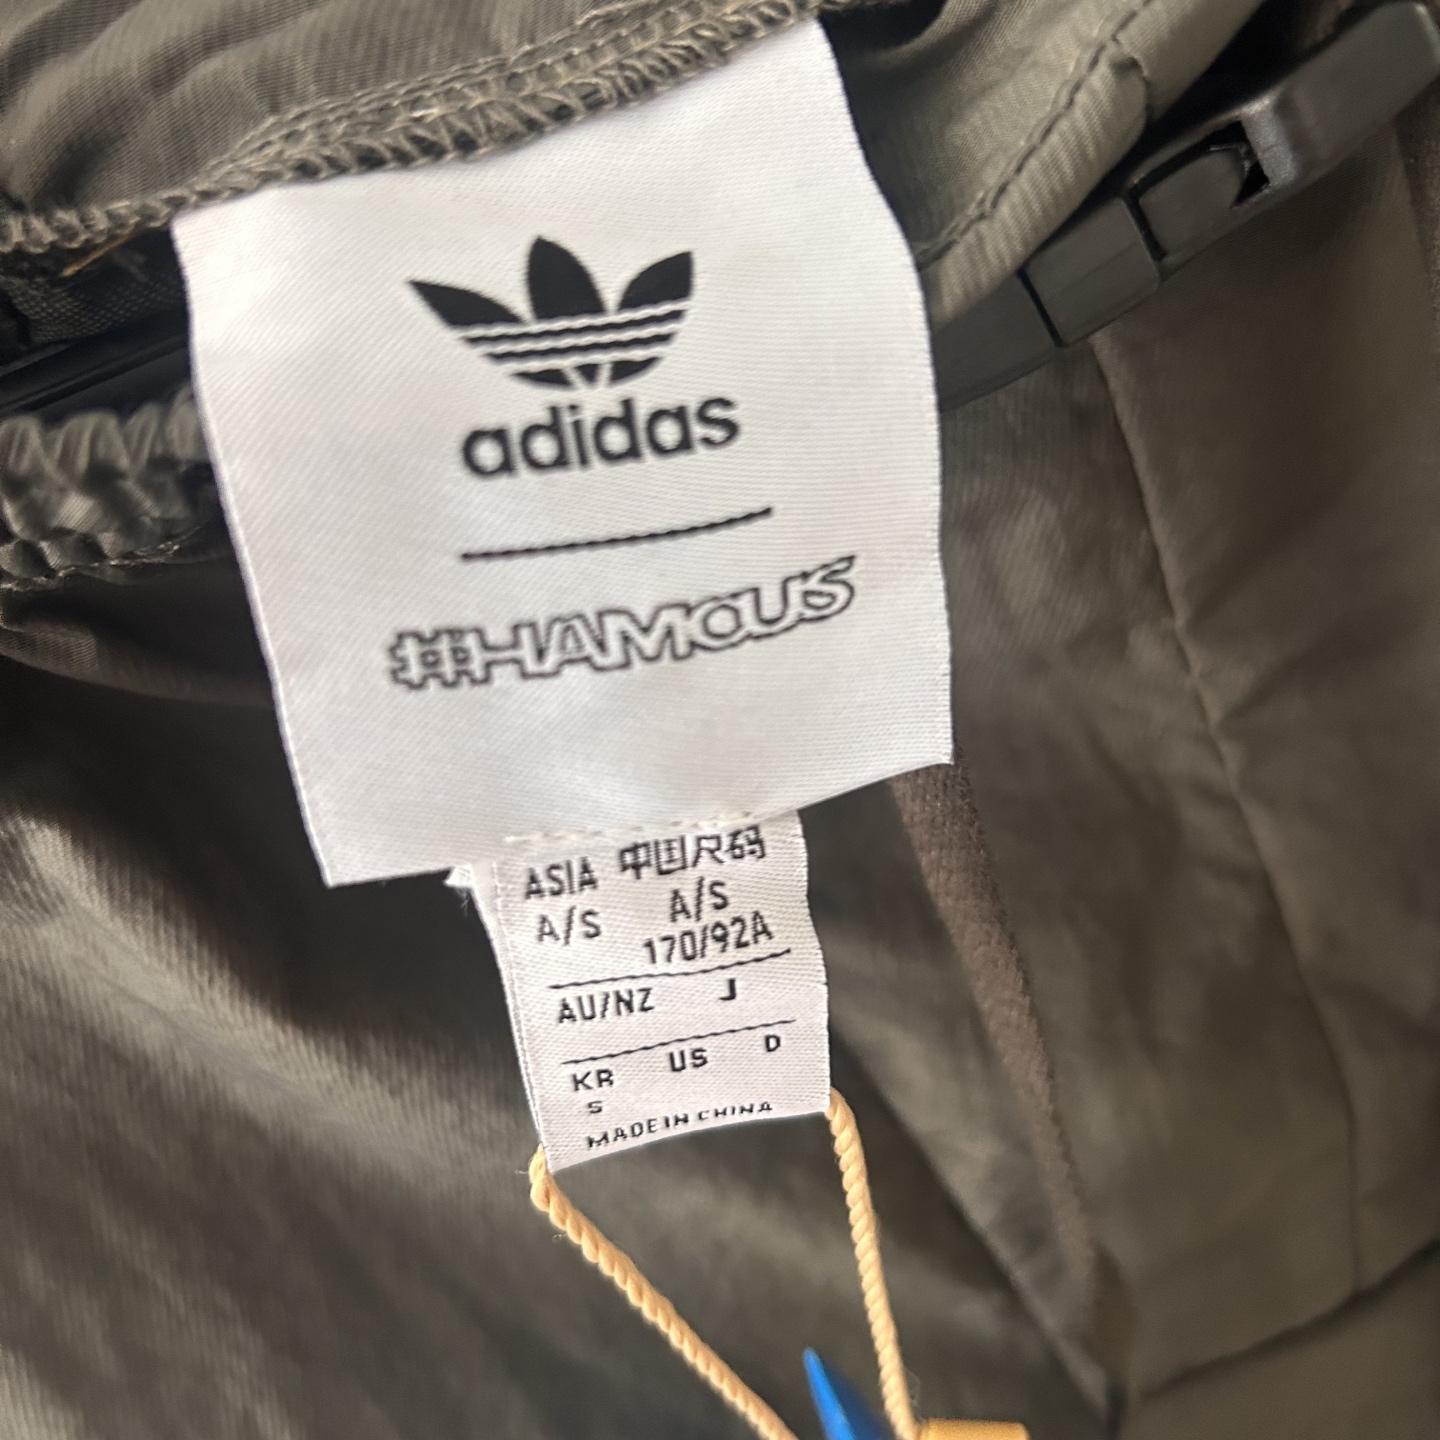 adidas
#HAMOUS
ASIA 中国尺码
A/S A/S
170/92A
AU/NZ J
KR US D
S
MADE IN CHINA